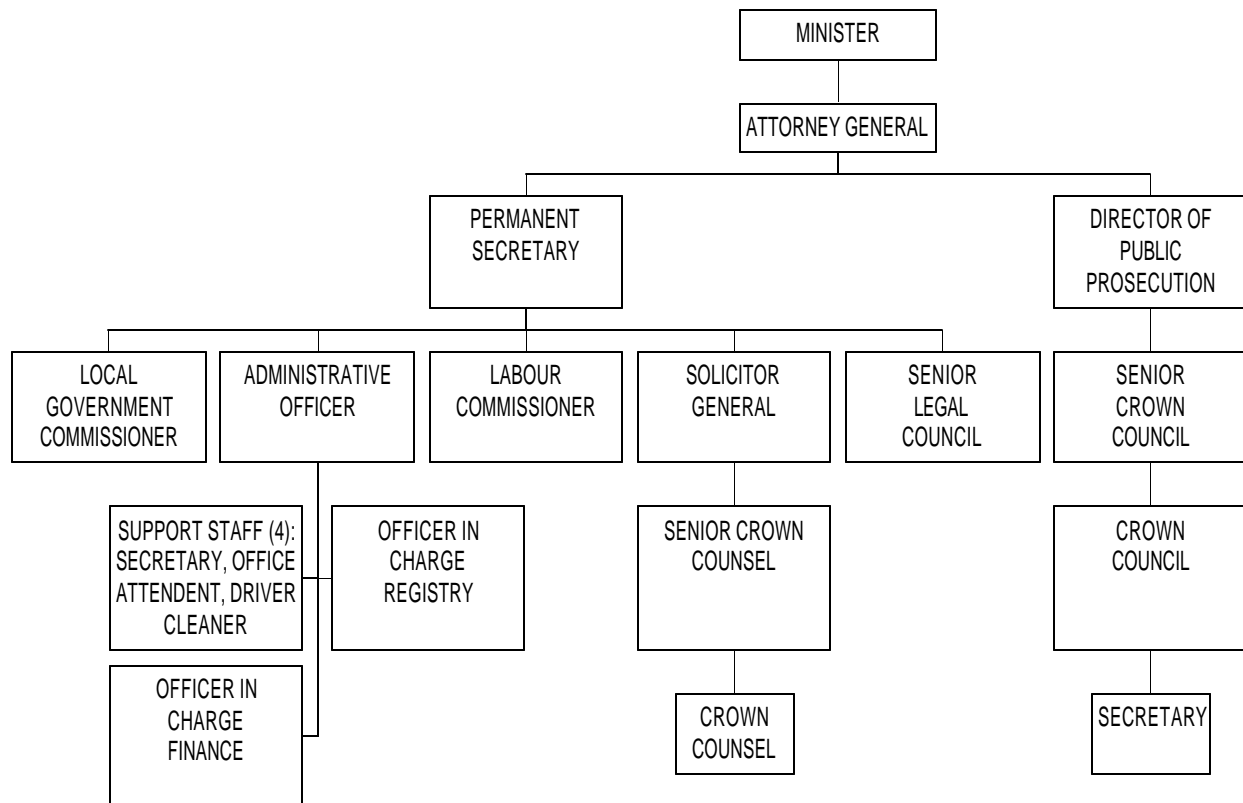 MINISTER
ATTORNEY GENERAL
PERMANENT
SECRETARY
DIRECTOR OF
PUBLIC
PROSECUTION
LOCAL
GOVERNMENT
COMMISSIONER
ADMINISTRATIVE
OFFICER
LABOUR
COMMISSIONER
SOLICITOR
GENERAL
SENIOR
LEGAL
COUNCIL
SENIOR
CROWN
COUNCIL
SUPPORT STAFF (4):
SECRETARY, OFFICE
ATTENDENT, DRIVER
CLEANER
OFFICER IN
CHARGE
REGISTRY
SENIOR CROWN
COUNSEL
CROWN
COUNCIL
OFFICER IN
CHARGE
FINANCE
CROWN
COUNSEL
SECRETARY